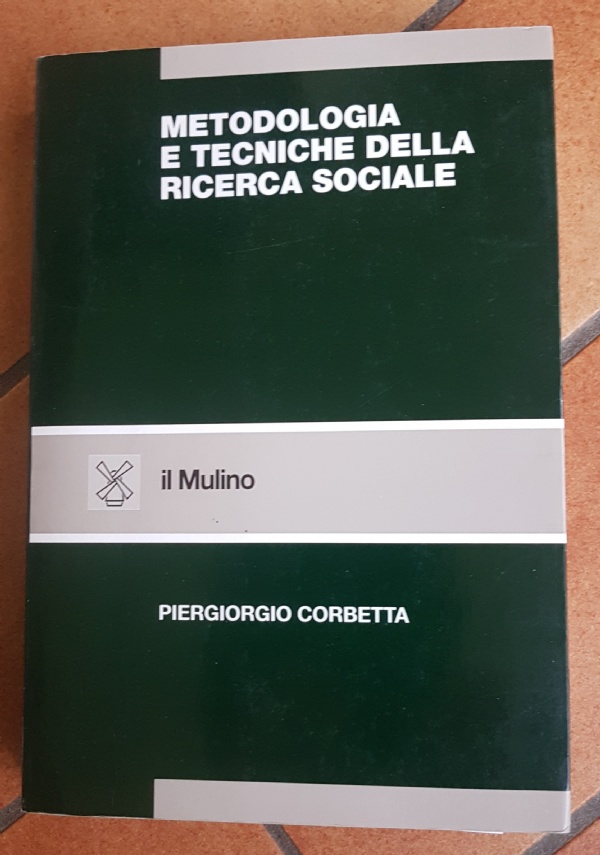 METODOLOGIA
E TECNICHE DELLA
RICERCA SOCIALE
il Mulino
PIERGIORGIO CORBETTA